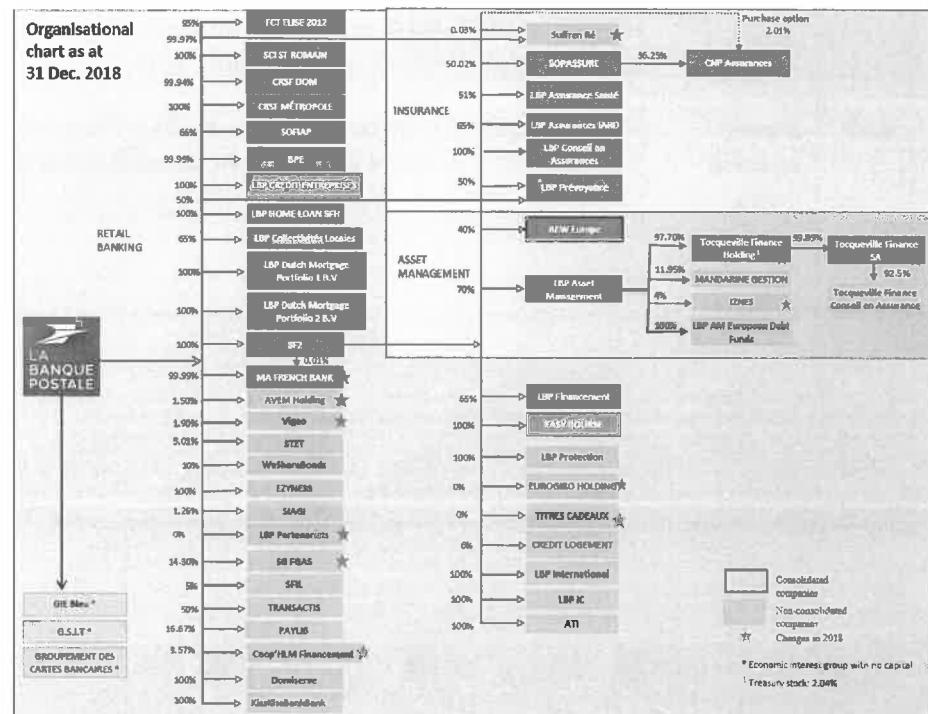 Organisational
chart as at
31 Dec. 2018
95%
FCT ELISE 2012
99.97%
100%
SCI ST ROMAIN
99.94%
CRSF DOM
100%
CRSF MÉTROPOLE
66%
SOFIAP
99.99%
BPE
100%
LBP CREDIT ENTREPRISES
50%
100%
LBP HOME LOAN SFH
RETAIL
BANKING
65%
LBP Collectivités Locales
100%
LBP Dutch Mortgage
Portfolio 1 B.V
100%
LBP Dutch Mortgage
Portfolio 2 B.V
100%
SF2
0,01%
99.99%
MA FRENCH BANK
1.50%
AVEM Holding
1.90%
Vigeo
5.01%
STET
10%
WeShareBonds
100%
EZYNESS
1.26%
SIAGI
0%
LBP Partenariats
14-30%
SG FGAS
5%
SFIL
50%
TRANSACTIS
16.67%
PAYLIB
3.57%
Coop'HLM Financement
100%
Domiserve
100%
KissKissBankBank
LA
BANQUE
POSTALE
GIE Bleu *
G.S.I.T *
GROUPEMENT DES
CARTES BANCAIRES *
INSURANCE
0.03%
Suffren Ré
Purchase option
2.01%
50.02%
SOPASSURE
36.25%
CNP Assurances
51%
LBP Assurance Santé
65%
LBP Assurances IARD
100%
LBP Conseil en
Assurances
50%
LBP Prévoyance
ASSET
MANAGEMENT
40%
AEW Europe
70%
LBP Asset
Management
97.70%
Tocqueville Finance
Holding¹
99.89%
Tocqueville Finance
SA
11.95%
MANDARINE GESTION
92.5%
4%
IZNES
Tocqueville Finance
Conseil en Assurance
100%
LBP AM European Debt
Funds
65%
LBP Financement
100%
EASY BOURSE
100%
LBP Protection
0%
EUROGIRO HOLDING
0%
TITRES CADEAUX
6%
CREDIT LOGEMENT
100%
LBP International
100%
LBP IC
100%
ATI
Consolidated
companies
Non-consolidated
companies
Changes in 2018
* Economic interest group with no capital
¹ Treasury stock: 2.04%